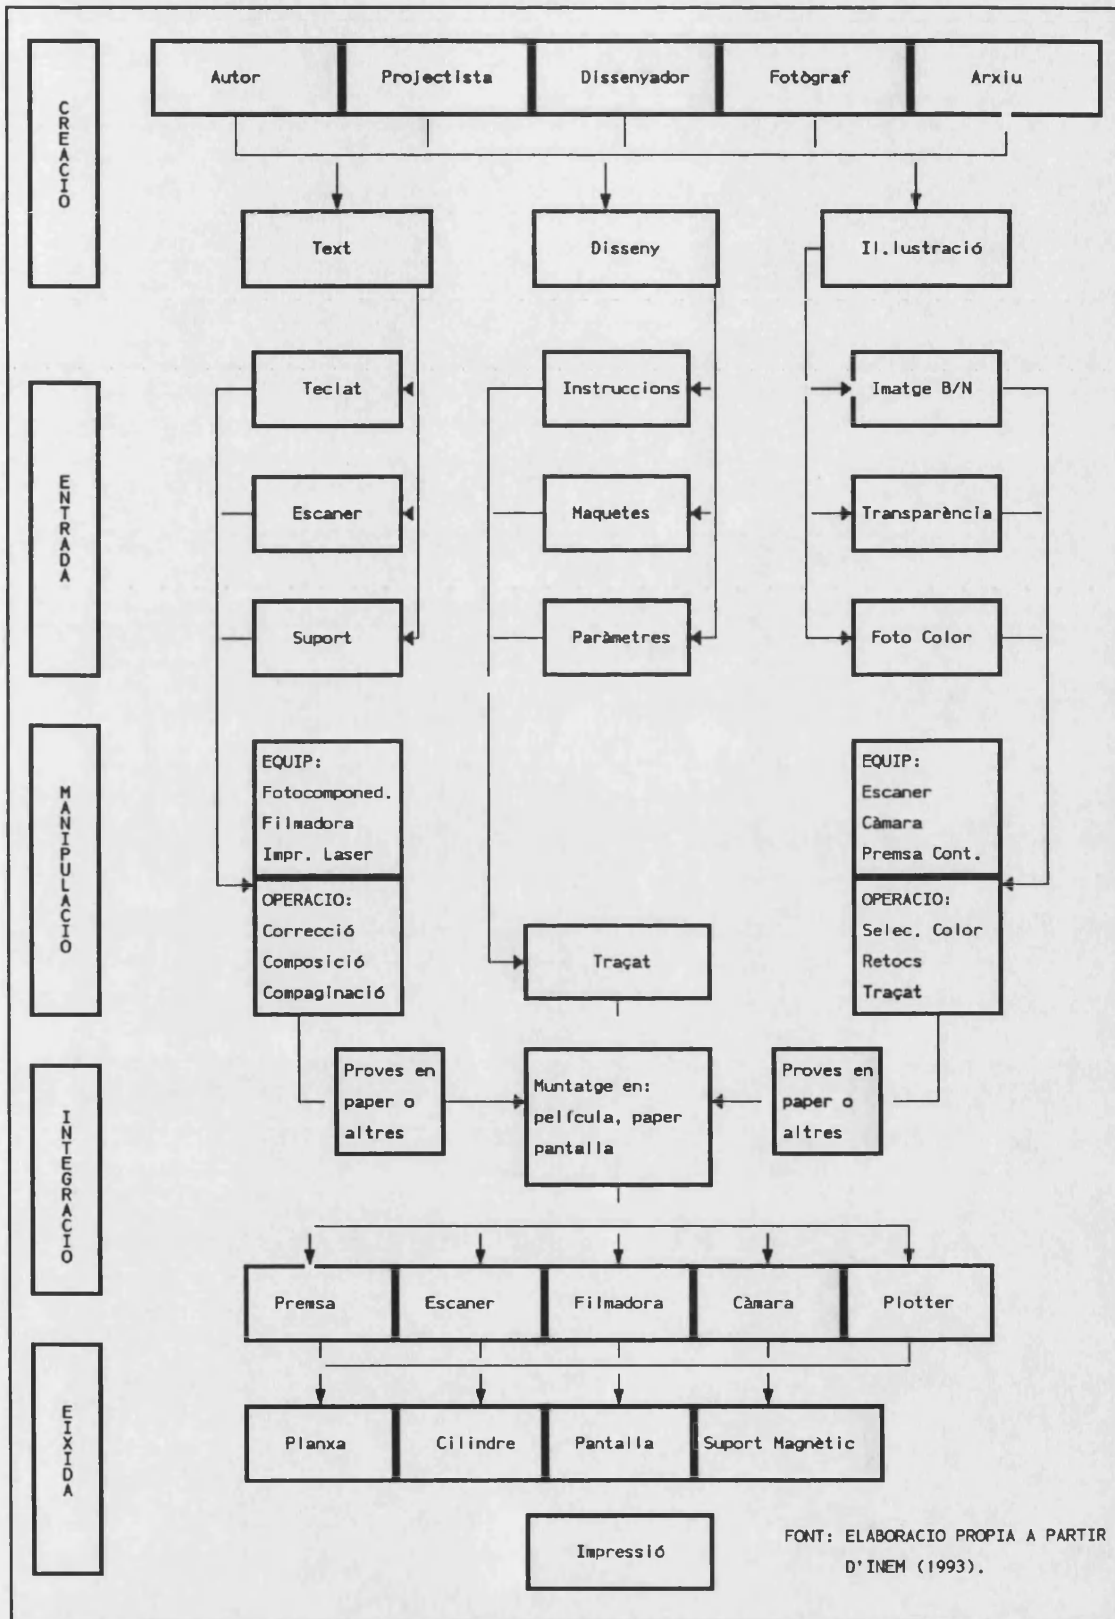 CREACIO
Autor Projectista Dissenyador Fotògraf Arxiu
Text Disseny Il.lustració
ENTRADA
Teclat Instruccions Imatge B/N
Escaner Maquetes Transparència
Suport Paràmetres Foto Color
MANIPULACIO
EQUIP:
Fotocomponed.
Filmadora
Impr. Laser
OPERACIO:
Correcció
Composició
Compaginació
Traçat
EQUIP:
Escaner
Càmara
Premsa Cont.
OPERACIO:
Selec. Color
Retocs
Traçat
INTEGRACIO
Proves en
paper o
altres
Muntatge en:
película, paper
pantalla
Proves en
paper o
altres
Premsa Escaner Filmadora Càmara Plotter
EIXIDA
Planxa Cilindre Pantalla Suport Magnètic
Impressió
FONT: ELABORACIO PROPIA A PARTIR
D'INEM (1993).